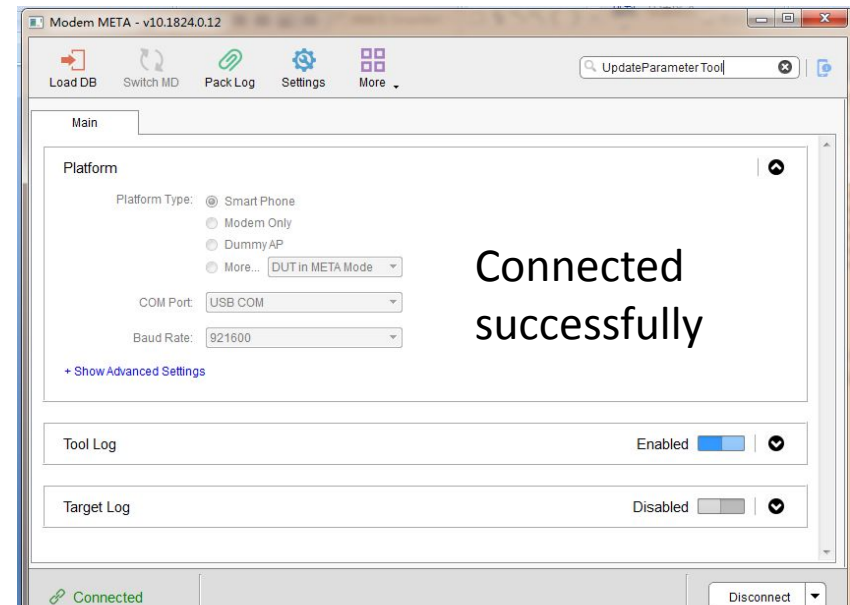 Modem META - v10.1824.0.12
Load DB
Switch MD
Pack Log
Settings
More
UpdateParameterTool
Main
Platform
Platform Type:
Smart Phone
Modem Only
Dummy AP
More... DUT in META Mode
COM Port: USB COM
Baud Rate: 921600
+ Show Advanced Settings
Connected
successfully
Tool Log
Enabled
Target Log
Disabled
Connected
Disconnect